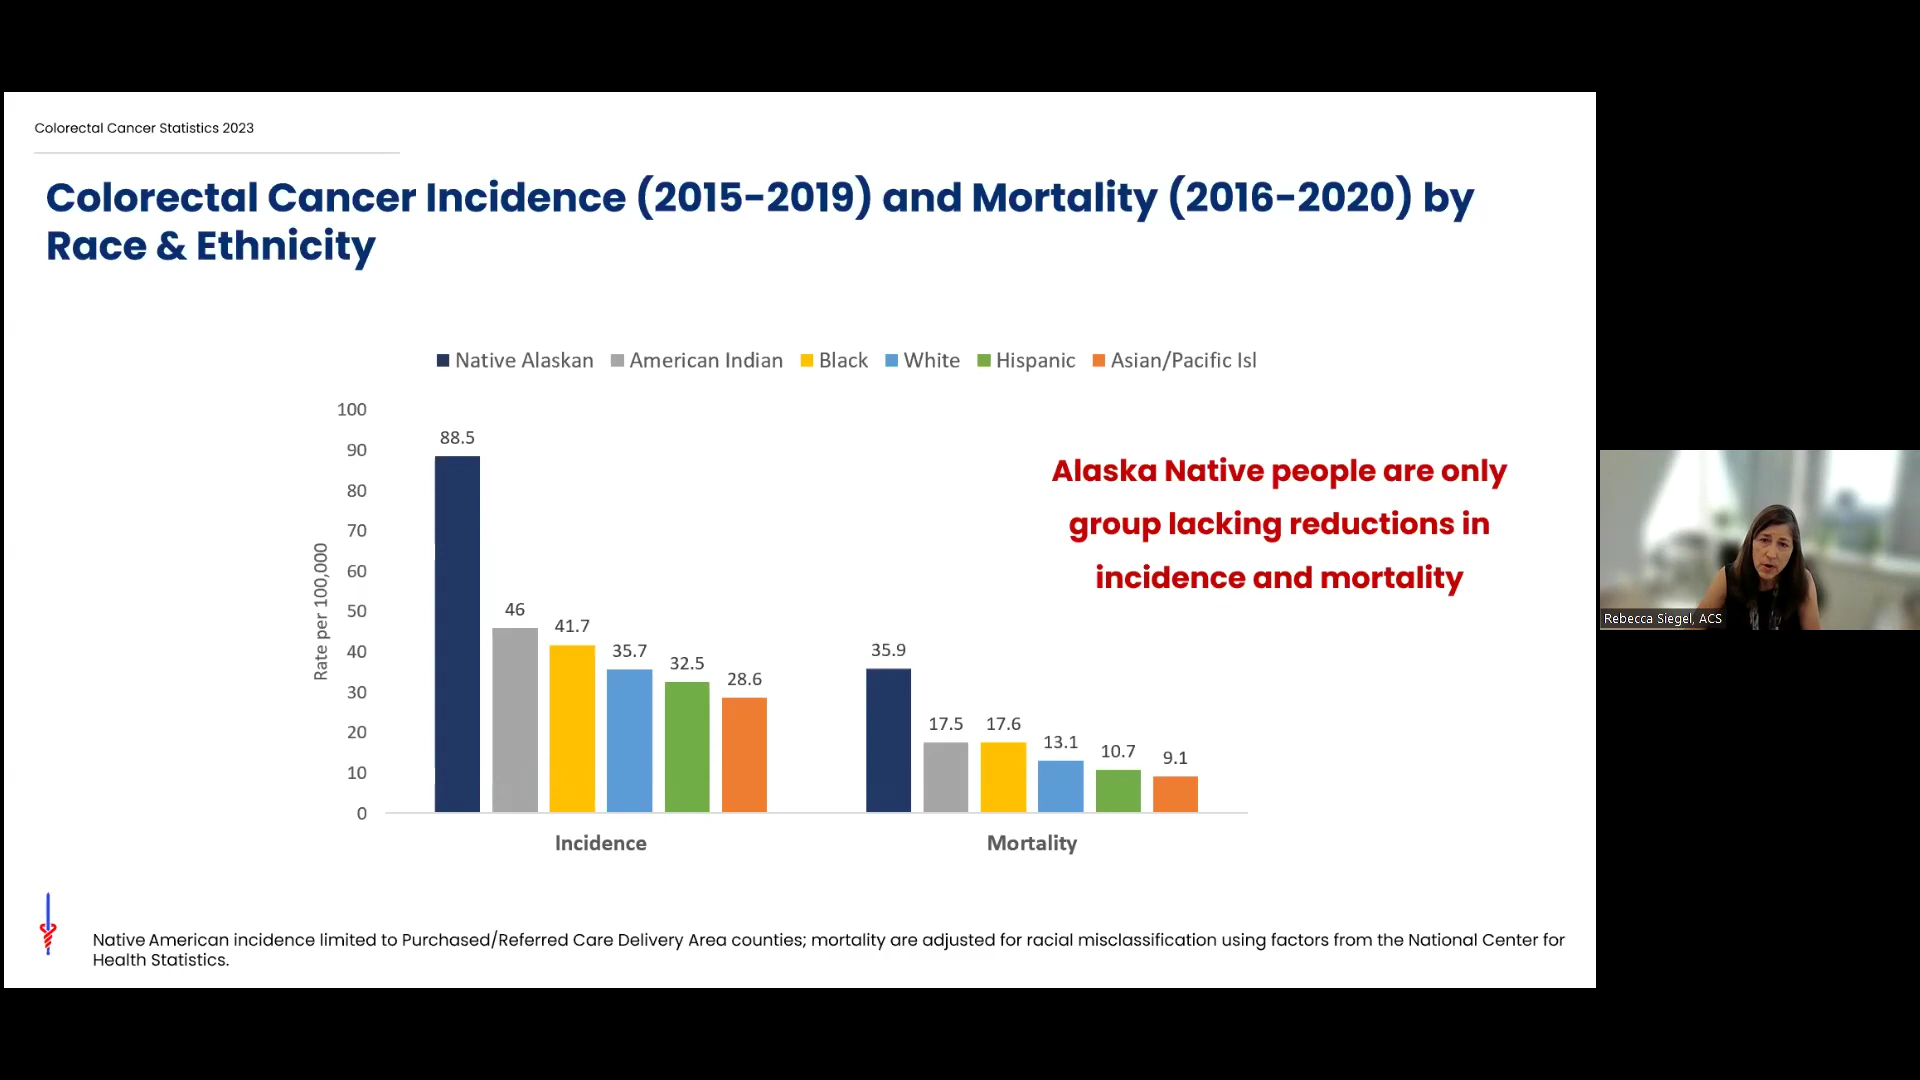 Colorectal Cancer Statistics 2023
Colorectal Cancer Incidence (2015-2019) and Mortality (2016-2020) by
Race & Ethnicity
Native Alaskan American Indian Black White Hispanic Asian/Pacific Isl
Rate per 100,000
100
90
80
70
60
50
40
30
20
10
0
88.5
46
41.7
35.7
32.5
28.6
35.9
17.5
17.6
13.1
10.7
9.1
Incidence
Mortality
Alaska Native people are only
group lacking reductions in
incidence and mortality
Native American incidence limited to Purchased/Referred Care Delivery Area counties; mortality are adjusted for racial misclassification using factors from the National Center for
Health Statistics.
Rebecca Siegel, ACS